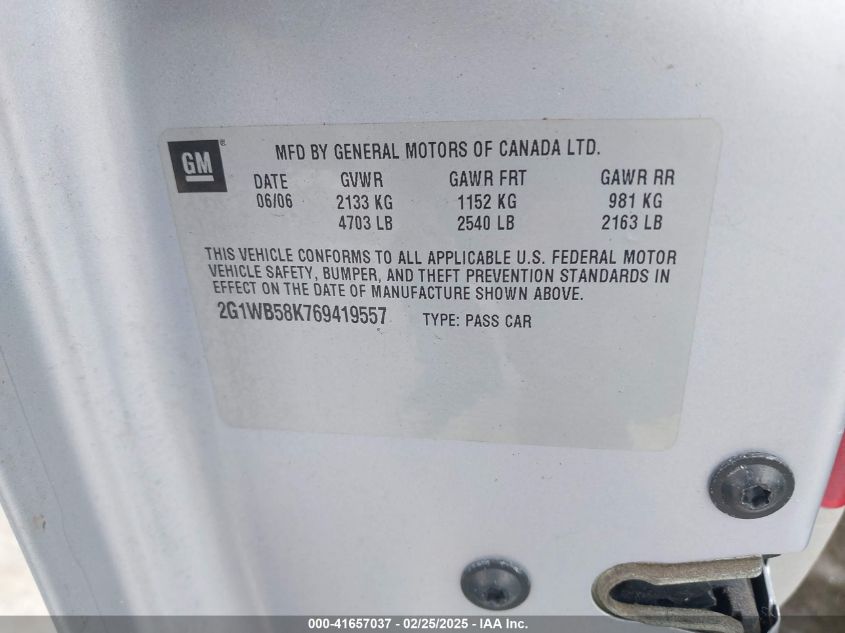 GM®
MFD BY GENERAL MOTORS OF CANADA LTD.
DATE GVWR GAWR FRT GAWR RR
06/06 2133 KG 1152 KG 981 KG
4703 LB 2540 LB 2163 LB
THIS VEHICLE CONFORMS TO ALL APPLICABLE U.S. FEDERAL MOTOR
VEHICLE SAFETY, BUMPER, AND THEFT PREVENTION STANDARDS IN
EFFECT ON THE DATE OF MANUFACTURE SHOWN ABOVE.
2G1WB58K769419557 TYPE: PASS CAR
000-41657037 - 02/25/2025 - IAA Inc.